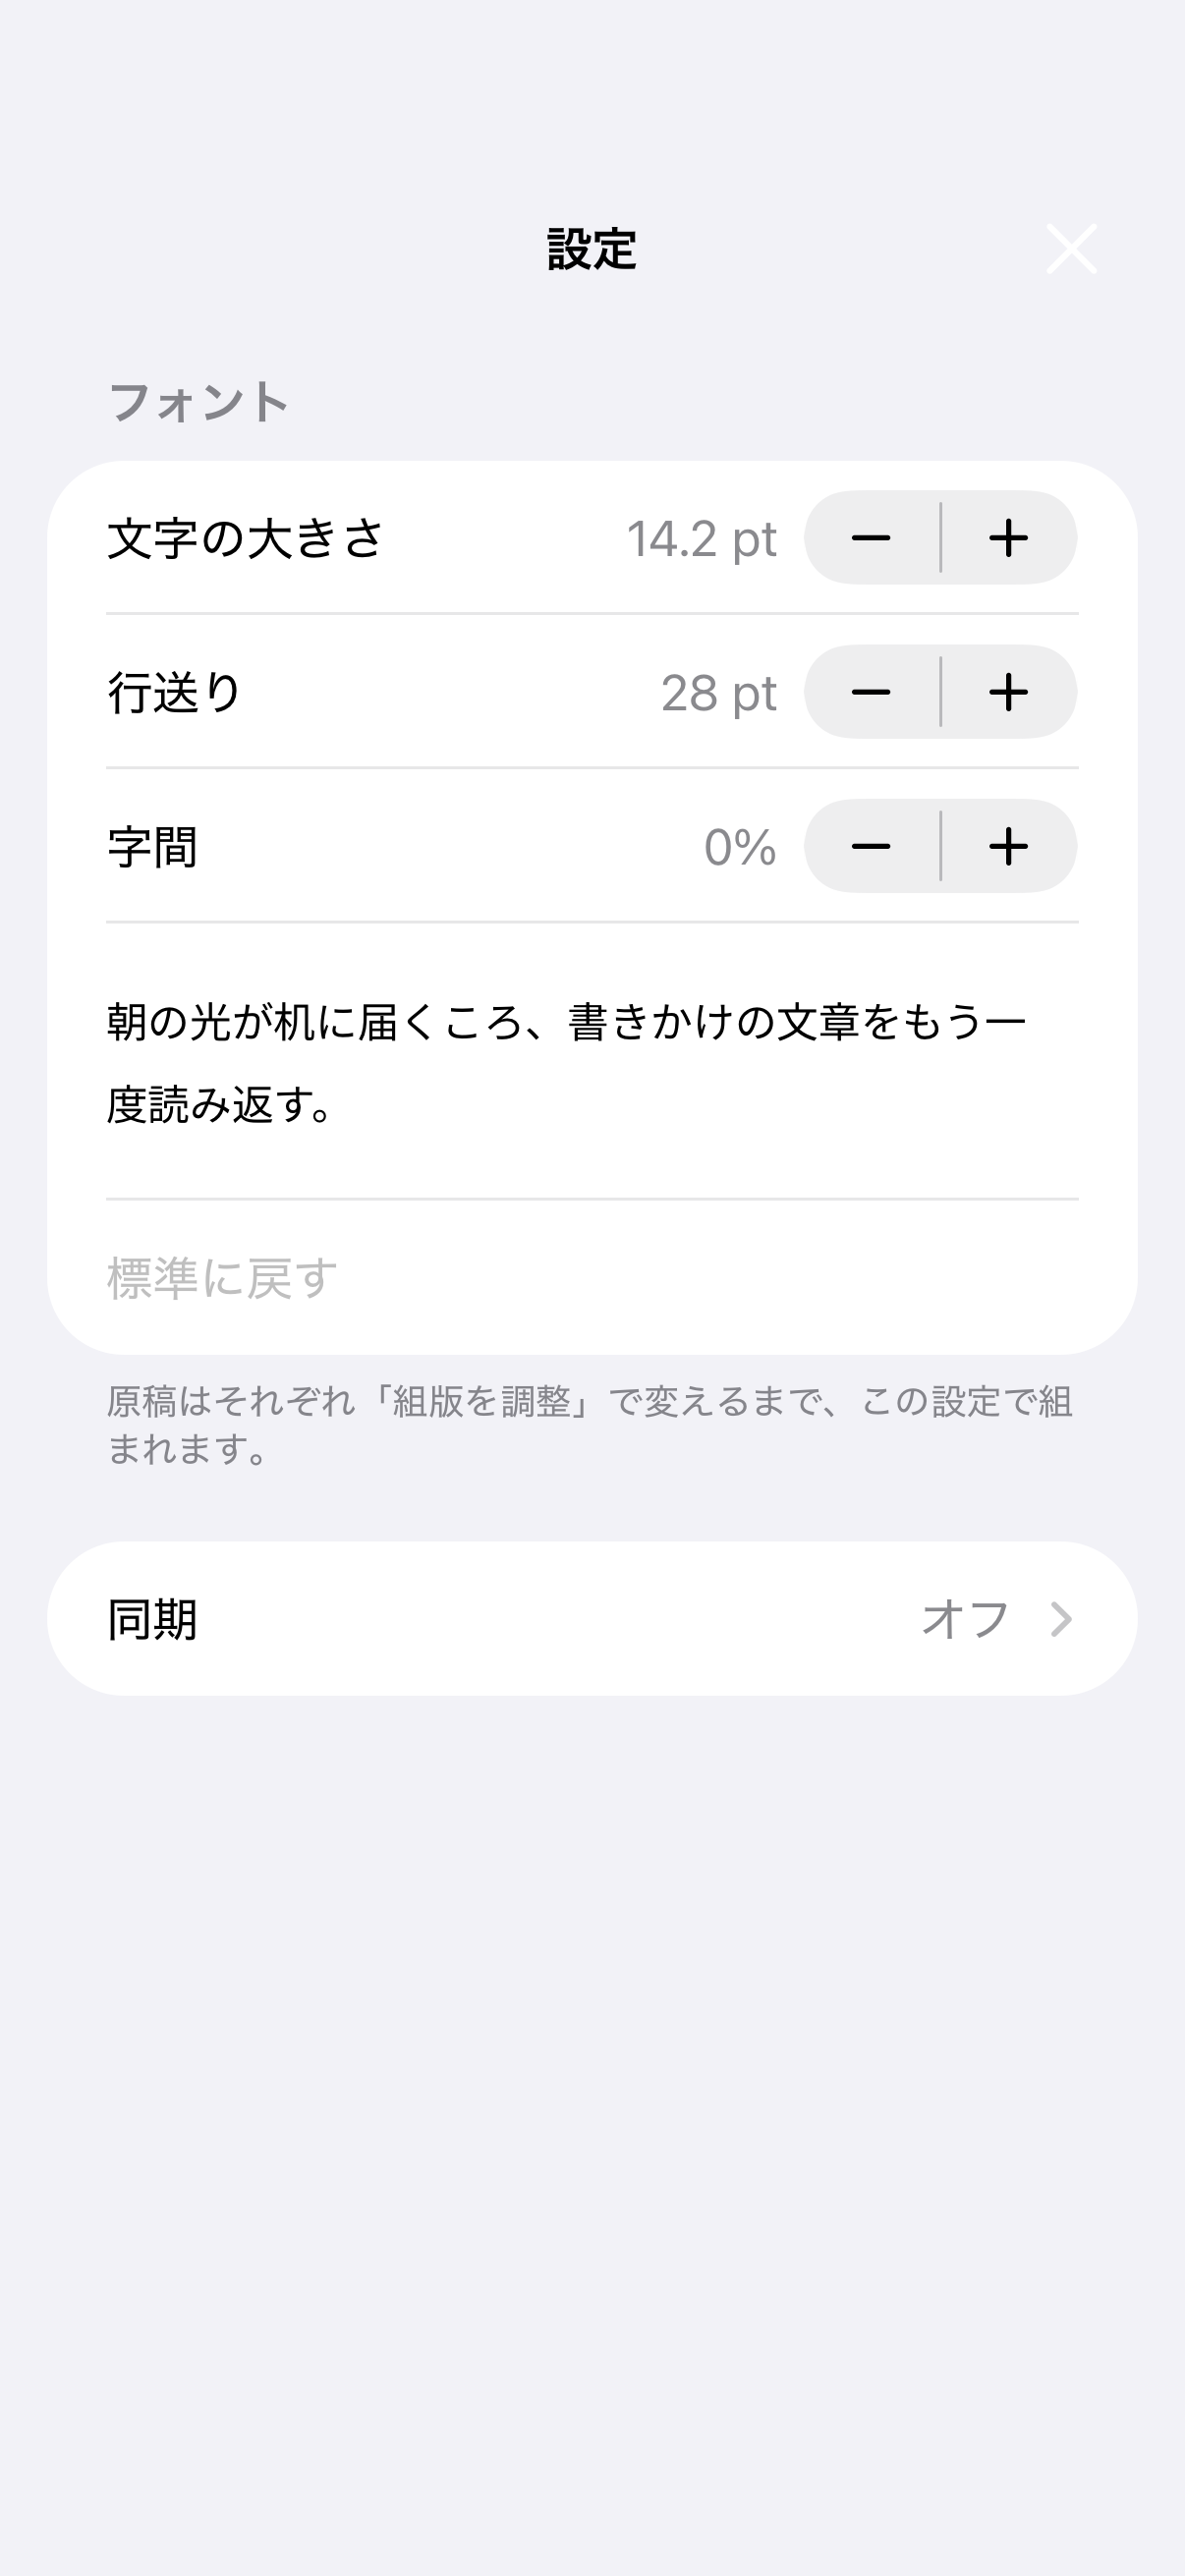 設定
フォント
文字の大きさ 14.2 pt
行送り 28 pt
字間 0%
朝の光が机に届くころ、書きかけの文章をもう一
度読み返す。
標準に戻す
原稿はそれぞれ「組版を調整」で変えるまで、この設定で組
まれます。
同期 オフ